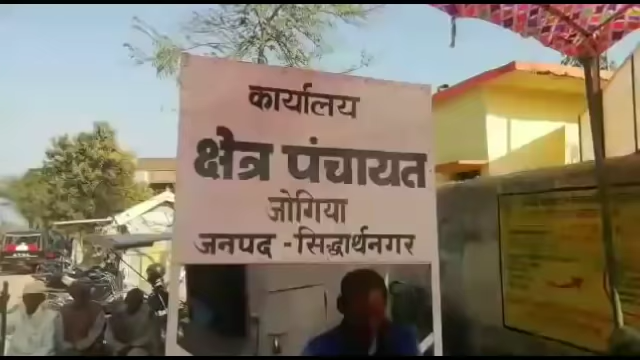 कार्यालय
क्षेत्र पंचायत
जोगिया
जनपद - सिद्धार्थनगर